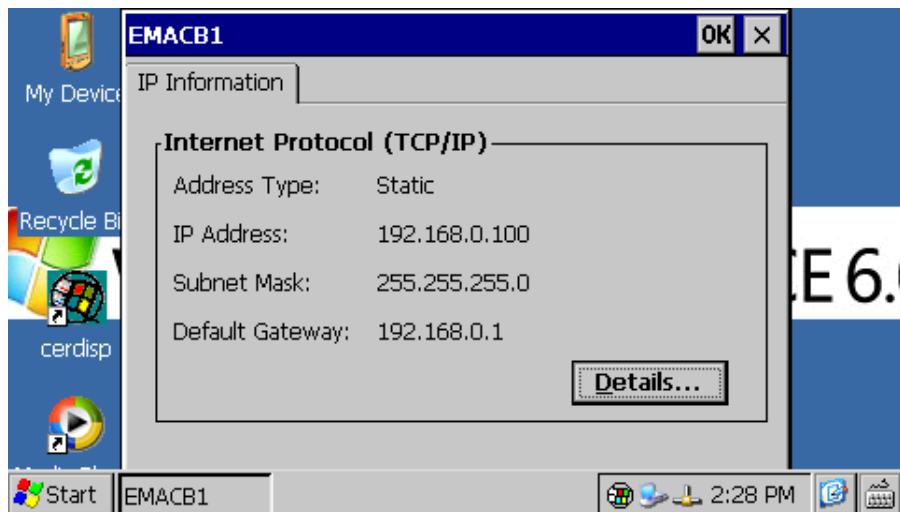 My Device
Recycle Bi
cerdisp
EMACB1
OK
IP Information
Internet Protocol (TCP/IP)
Address Type: Static
IP Address: 192.168.0.100
Subnet Mask: 255.255.255.0
Default Gateway: 192.168.0.1
Details...
CE 6.0
Start
EMACB1
2:28 PM